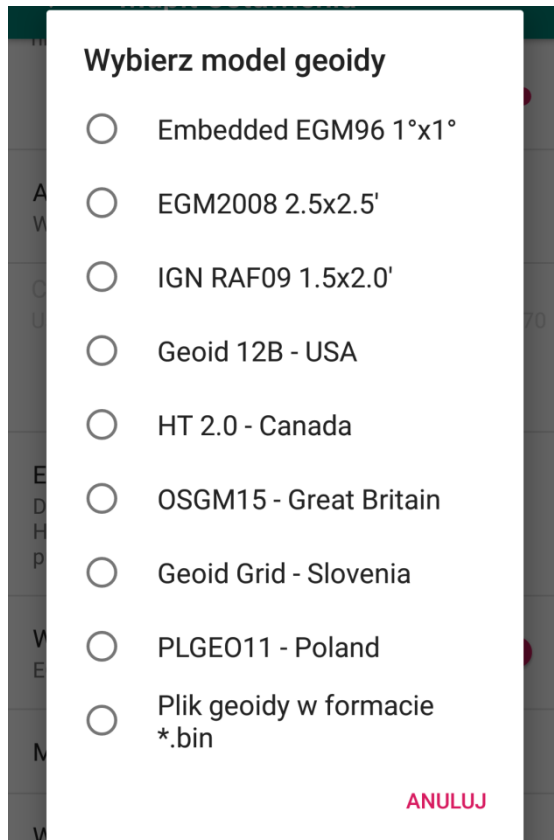 Wybierz model geoidy
Embedded EGM96 1°x1°
EGM2008 2.5x2.5'
IGN RAF09 1.5x2.0'
Geoid 12B - USA
HT 2.0 - Canada
OSGM15 - Great Britain
Geoid Grid - Slovenia
PLGEO11 - Poland
Plik geoidy w formacie
*.bin
ANULUJ